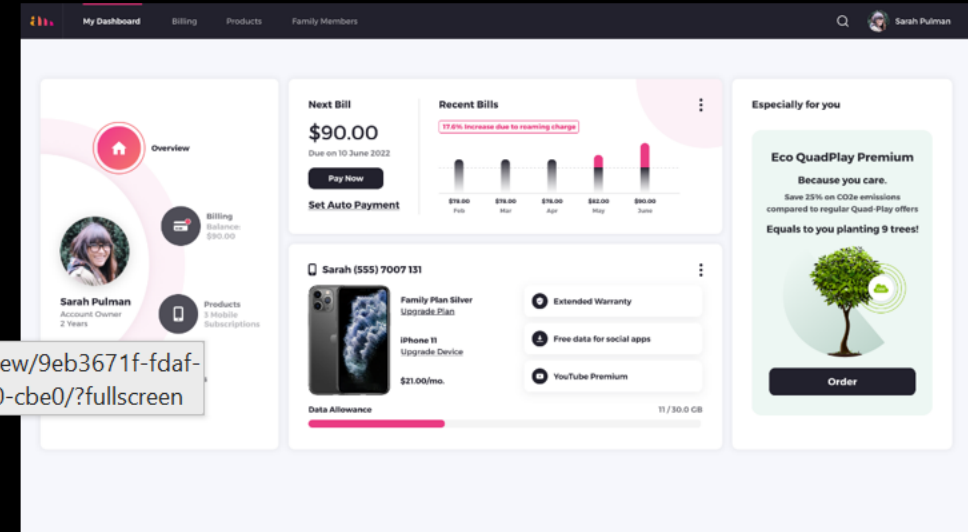 My Dashboard
Billing
Products
Family Members
Sarah Pulman
Overview
Billing
Balance:
$90.00
Sarah Pulman
Account Owner
2 Years
Products
3 Mobile
Subscriptions
ew/9eb3671f-fdaf-
0-cbe0/?fullscreen
Next Bill
$90.00
Due on 10 June 2022
Pay Now
Set Auto Payment
Recent Bills
17.6% Increase due to roaming charge
$78.00 $78.00 $78.00 $82.00 $90.00
Feb Mar Apr May June
Sarah (555) 7007 131
Family Plan Silver
Upgrade Plan
iPhone 11
Upgrade Device
$21.00/mo.
Extended Warranty
Free data for social apps
YouTube Premium
Data Allowance
11 / 30.0 GB
Especially for you
Eco QuadPlay Premium
Because you care.
Save 25% on CO2e emissions
compared to regular Quad-Play offers
Equals to you planting 9 trees!
Order